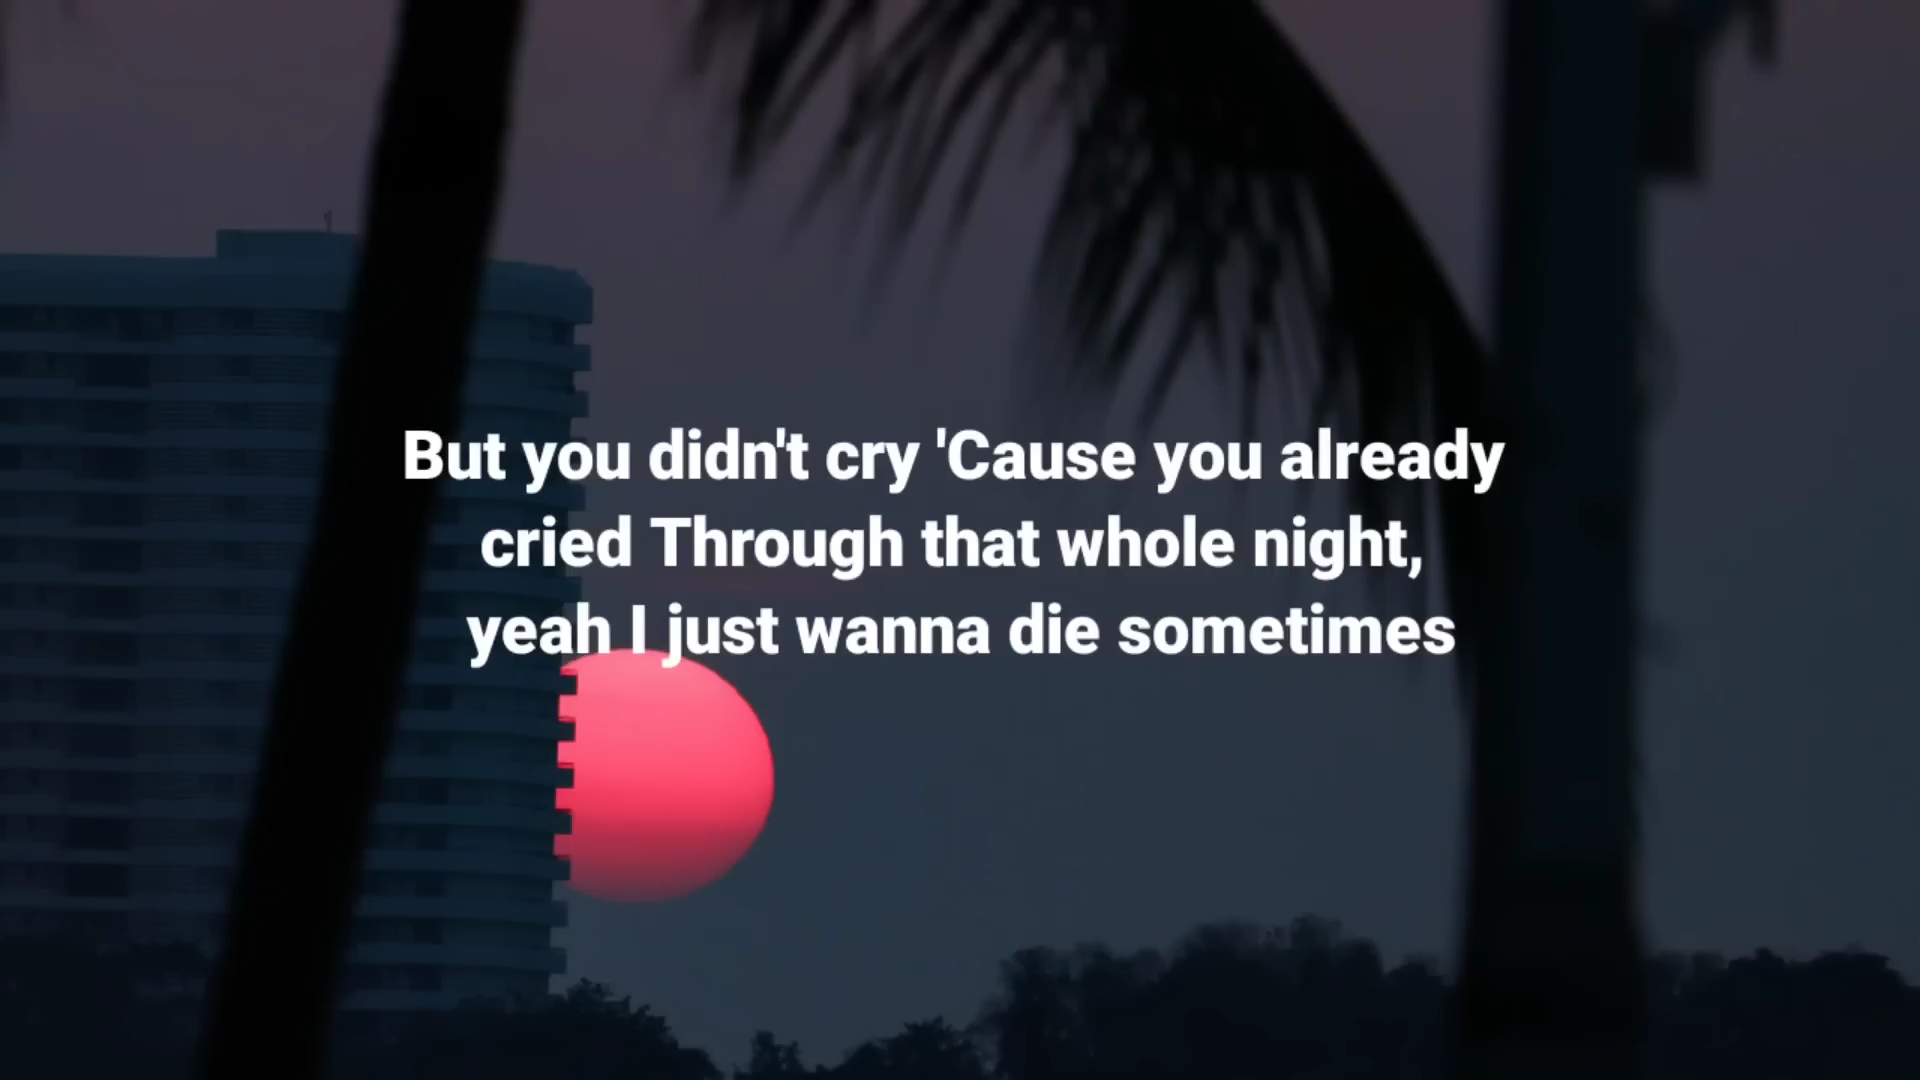 But you didn't cry 'Cause you already
cried Through that whole night,
yeah I just wanna die sometimes